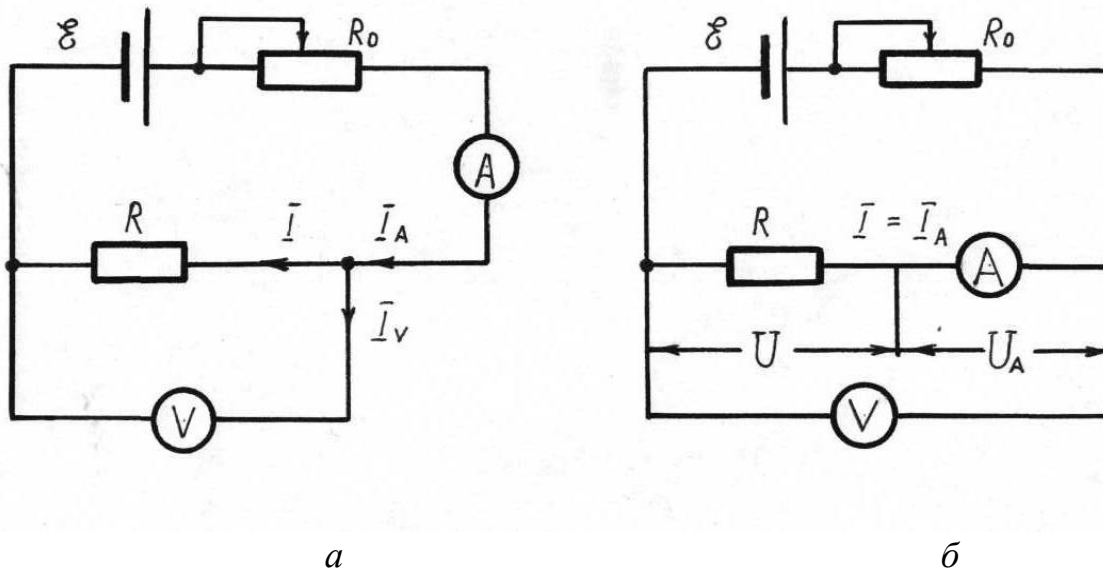 ℰ R₀ ℰ R₀
A
R I I_A R I = I_A A
I_V U U_A
V V
а б